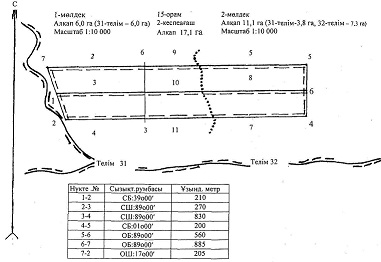 С
1-мөлдек 15-орам 2-мөлдек
Алкап 6,0 га (31-телім – 6,0 га) 2-кесеағаш Алкап 11,1 га (31-телім-3,8 га, 32-телім – 7,3 га)
Масштаб 1:10 000 Алкап 17,1 га Масштаб 1:10 000
7 2 6 9 5 5
3 10 8
1 6
2 4 3 11 7 4
Телім 31 Телім 32
Нүкте № Сызықт.румбасы Ұзынд. метр
1-2 СБ:39о00' 210
2-3 СШ:89о00' 270
3-4 СШ:89о00' 830
4-5 СБ:01о00' 200
5-6 ОБ:89о00' 560
6-7 ОБ:89о00' 885
7-2 ОШ:17о00' 205